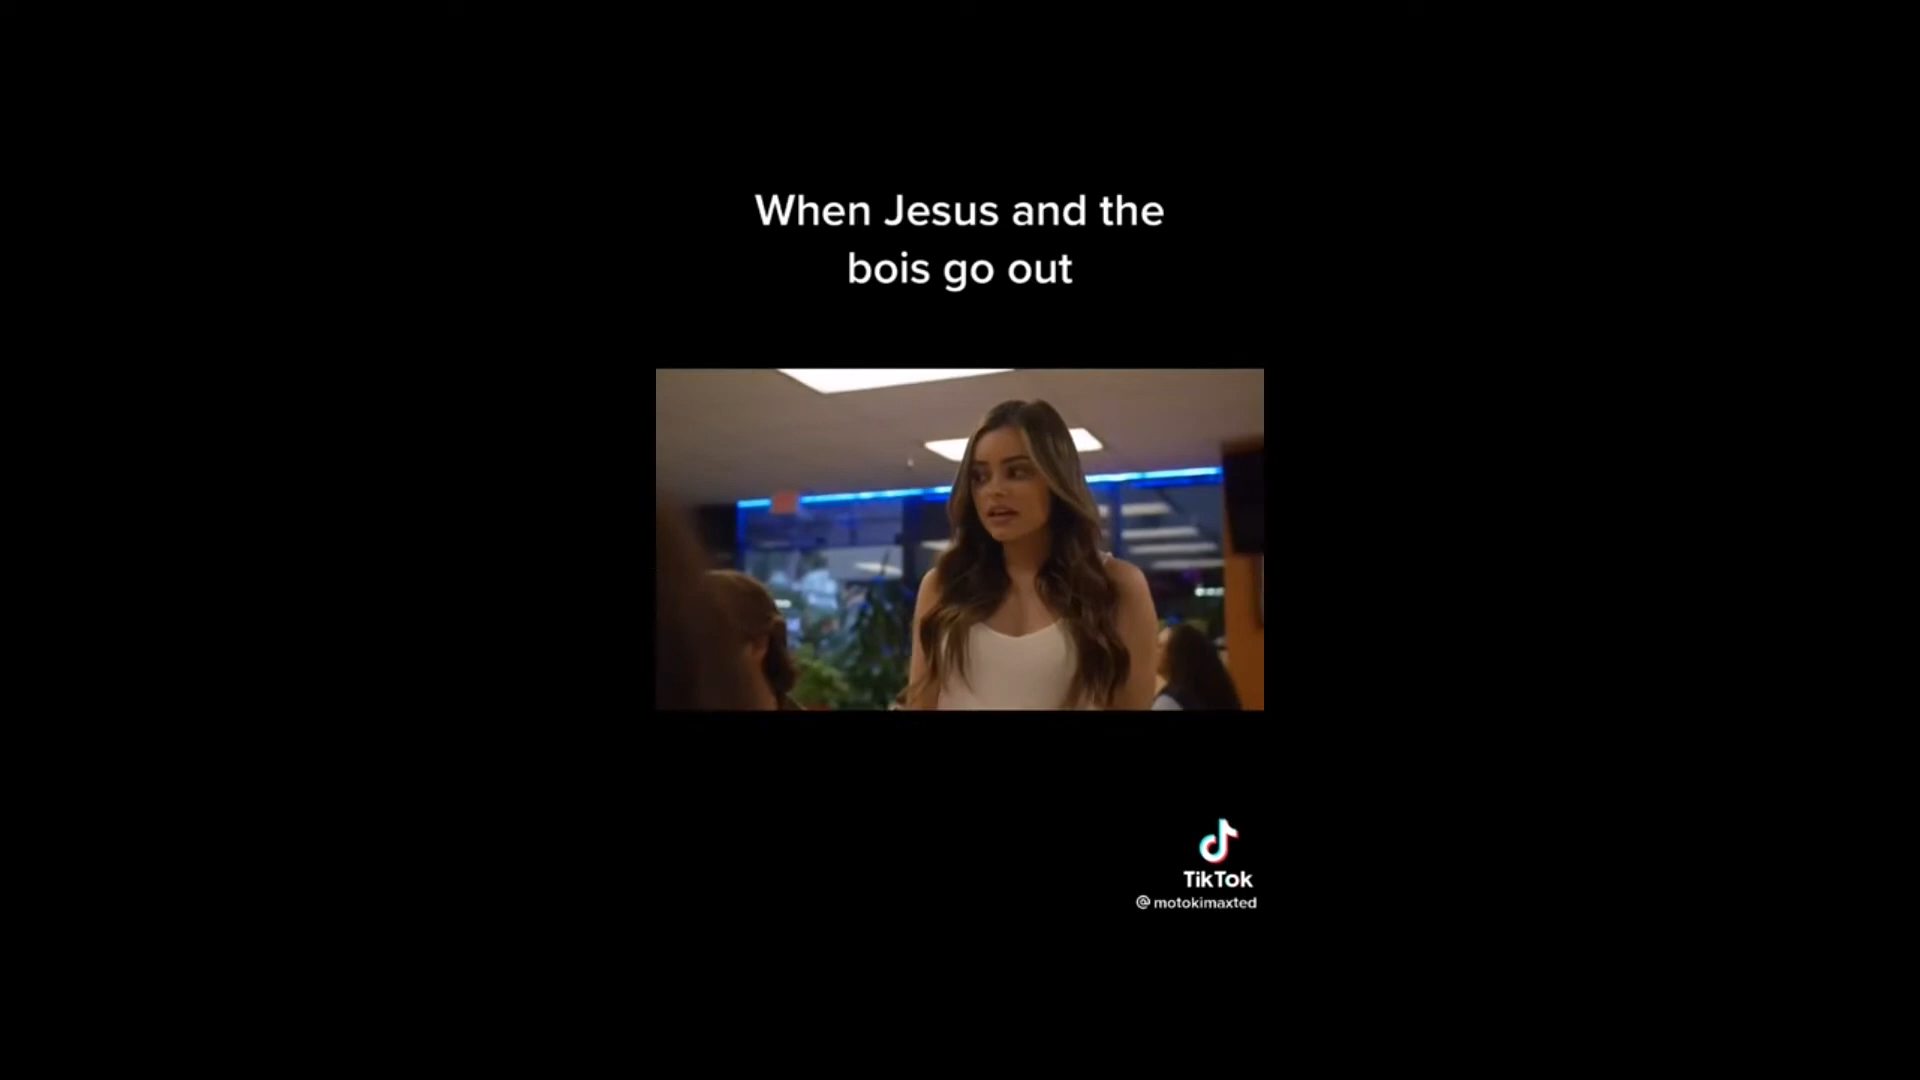 When Jesus and the
bois go out
TikTok
@motokimaxted